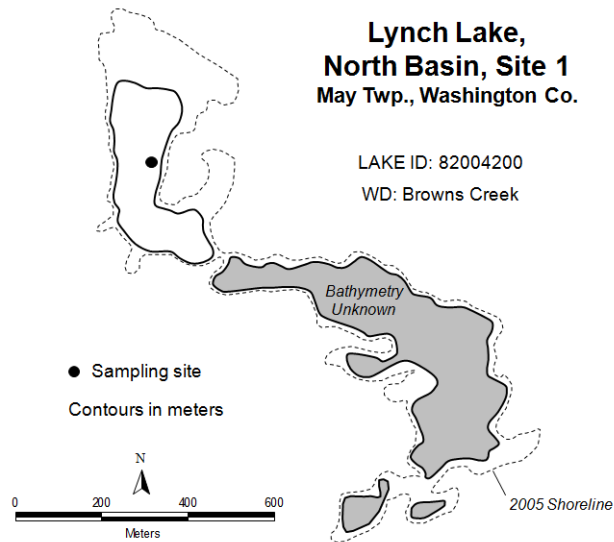 Lynch Lake,
North Basin, Site 1
May Twp., Washington Co.
LAKE ID: 82004200
WD: Browns Creek
Bathymetry
Unknown
Sampling site
Contours in meters
N
0 200 400 600
Meters
2005 Shoreline